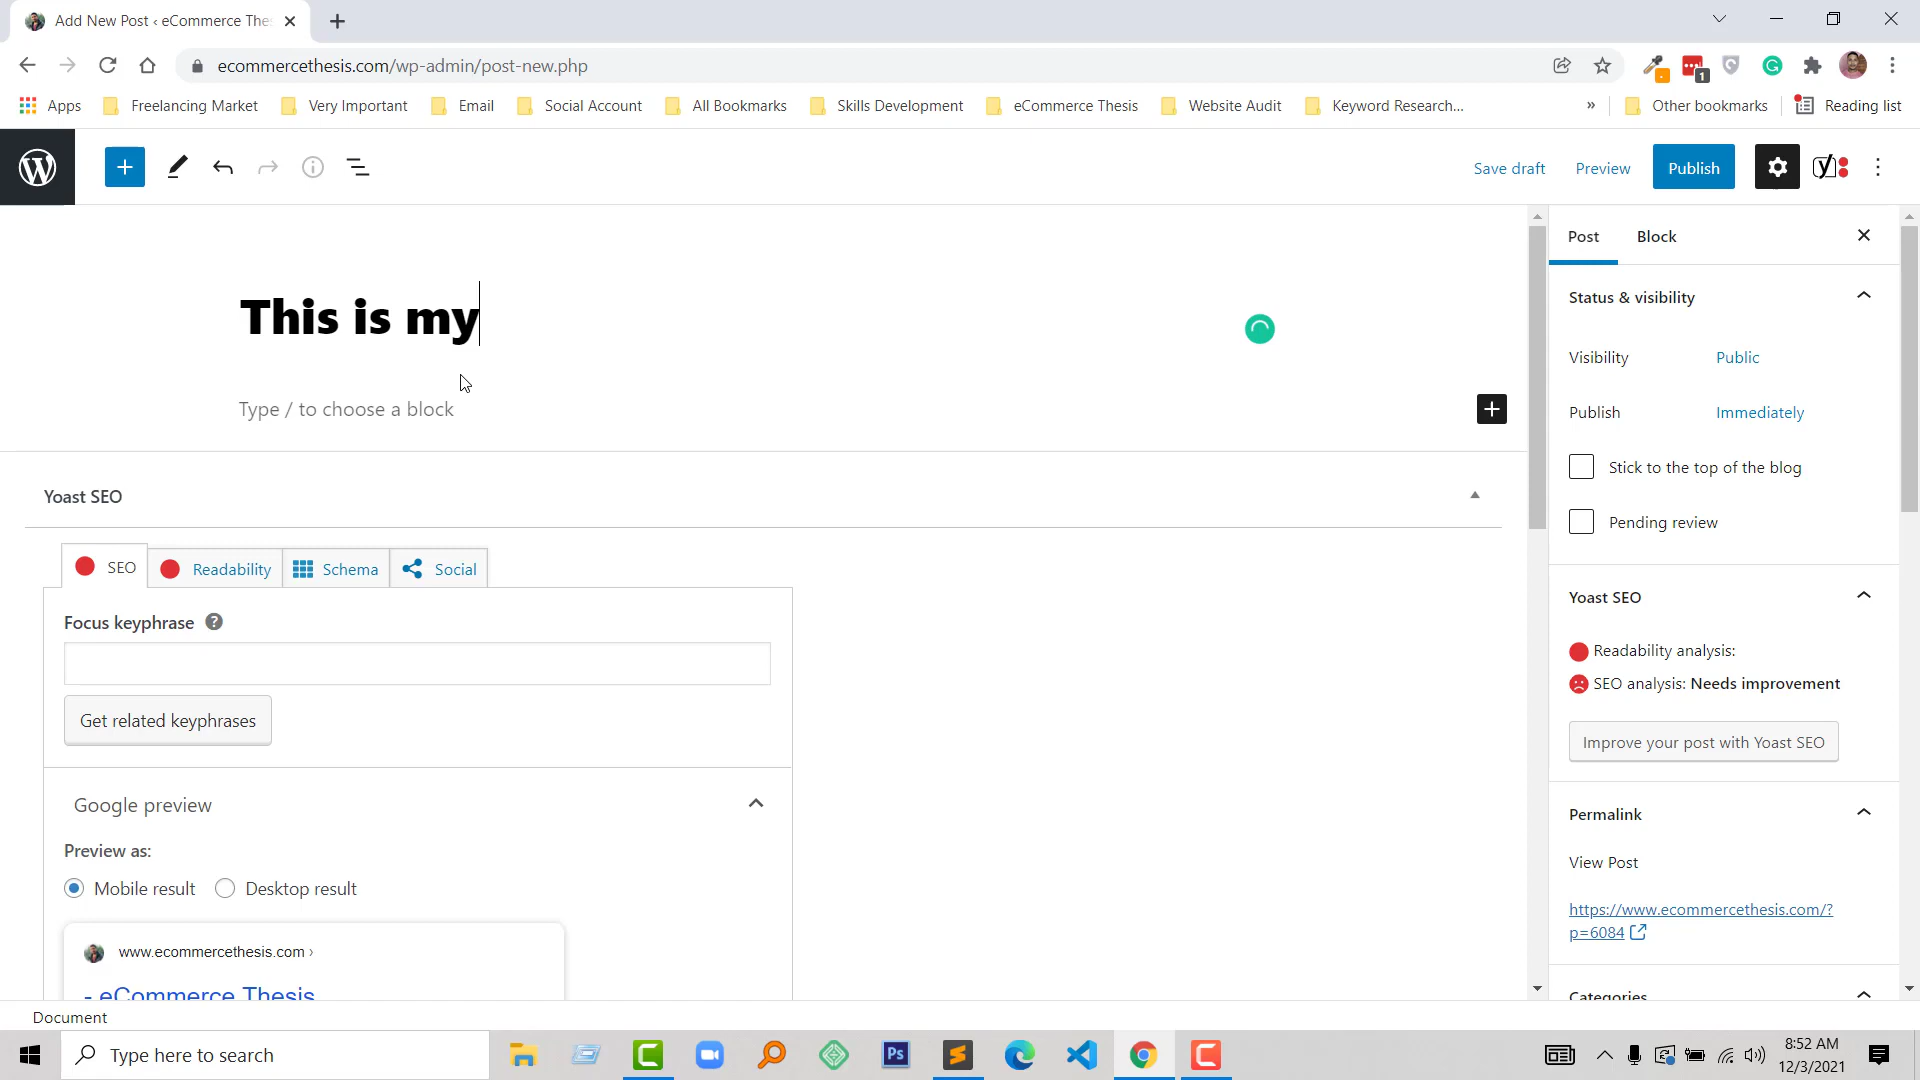 Add New Post ‹ eCommerce The
ecommercethesis.com/wp-admin/post-new.php
1
Apps
Freelancing Market
Very Important
Email
Social Account
All Bookmarks
Skills Development
eCommerce Thesis
Website Audit
Keyword Research...
»
Other bookmarks
Reading list
Save draft
Preview
Publish
This is my
Type / to choose a block
Yoast SEO
SEO
Readability
Schema
Social
Focus keyphrase
Get related keyphrases
Google preview
Preview as:
Mobile result
Desktop result
www.ecommercethesis.com ›
- eCommerce Thesis
Document
Post
Block
Status & visibility
Visibility
Public
Publish
Immediately
Stick to the top of the blog
Pending review
Yoast SEO
Readability analysis:
SEO analysis: Needs improvement
Improve your post with Yoast SEO
Permalink
View Post
https://www.ecommercethesis.com/?
p=6084
Categories
Type here to search
Ps
8:52 AM
12/3/2021